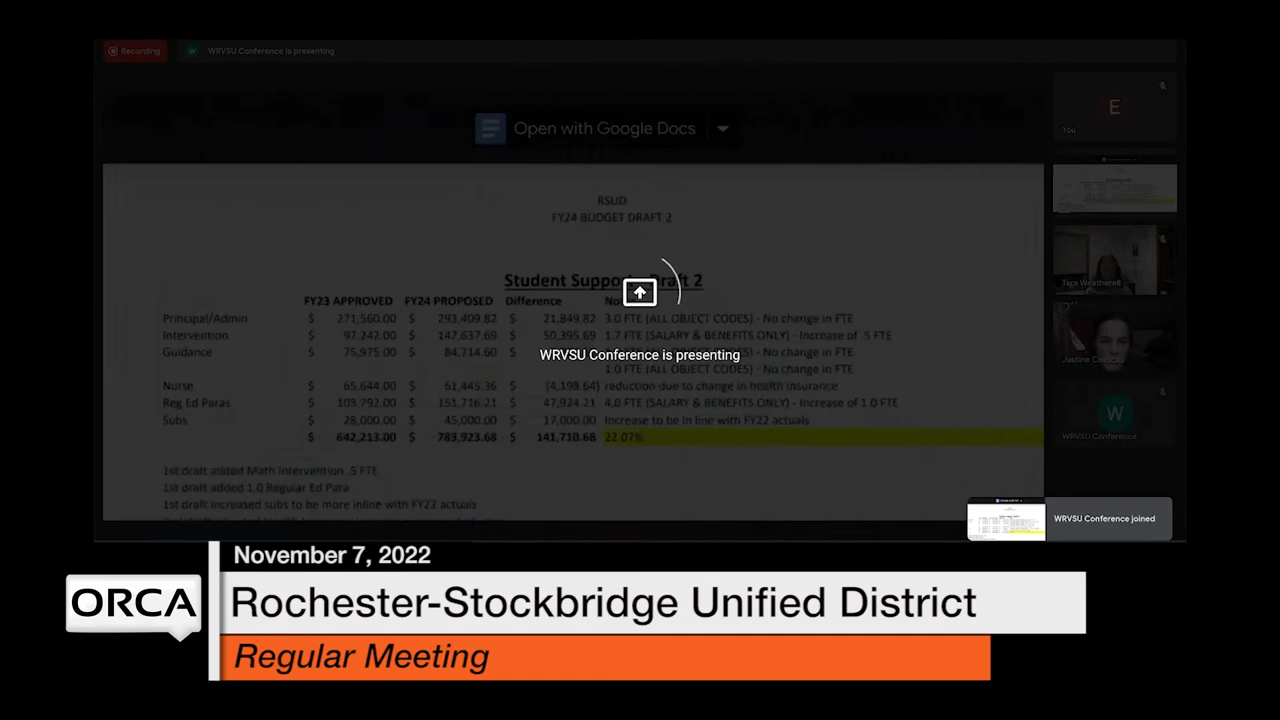 Recording
W WRVSU Conference is presenting
Open with Google Docs
E
You
RSUD
FY24 BUDGET DRAFT 2
Student Supports Draft 2
FY23 APPROVED FY24 PROPOSED Difference
Principal/Admin $ 271,560.00 $ 293,409.82 $ 21,849.82 3.0 FTE (ALL OBJECT CODES) - No change in FTE
Intervention $ 97,242.00 $ 147,637.69 $ 50,395.69 1.7 FTE (SALARY & BENEFITS ONLY) - Increase of .5 FTE
Guidance $ 75,975.00 $ 84,714.60 $ - No change in FTE
WRVSU Conference is presenting
1.0 FTE (ALL OBJECT CODES) - No change in FTE
Nurse $ 65,644.00 $ 61,445.36 $ (4,198.64) reduction due to change in health insurance
Reg Ed Paras $ 103,792.00 $ 151,716.21 $ 47,924.21 4.0 FTE (SALARY & BENEFITS ONLY) - Increase of 1.0 FTE
Subs $ 28,000.00 $ 45,000.00 $ 17,000.00 Increase to be in line with FY22 actuals
$ 642,213.00 $ 783,923.68 $ 141,710.68 22.07%
1st draft added Math Intervention .5 FTE
1st draft added 1.0 Regular Ed Para
1st draft increased subs to be more inline with FY22 actuals
Tara Weatherell
Justine
W
WRVSU Conference
WRVSU Conference joined
November 7, 2022
ORCA
Rochester-Stockbridge Unified District
Regular Meeting